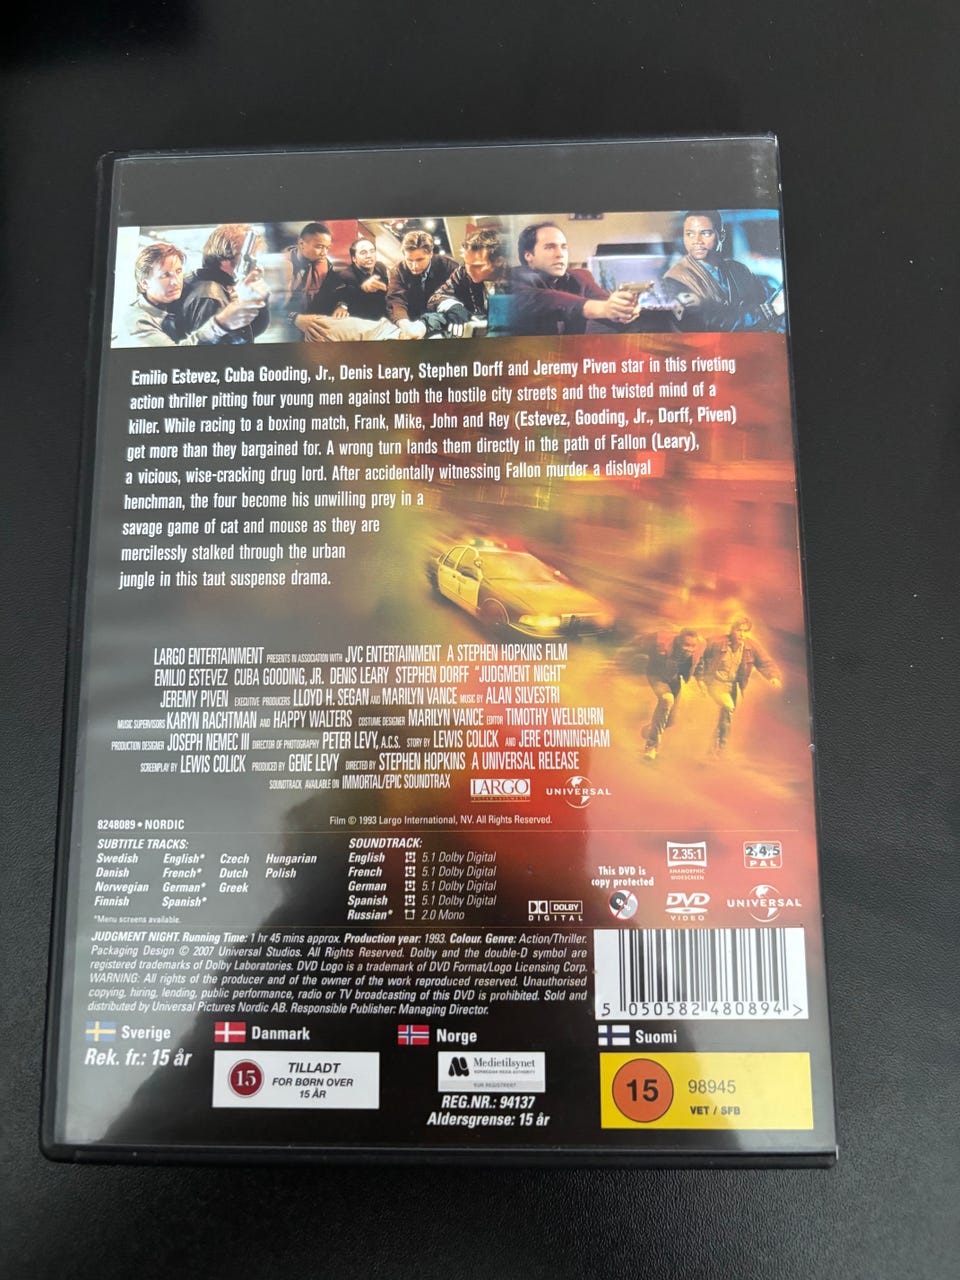 Emilio Estevez, Cuba Gooding, Jr., Denis Leary, Stephen Dorff and Jeremy Piven star in this riveting
action thriller pitting four young men against both the hostile city streets and the twisted mind of a
killer. While racing to a boxing match, Frank, Mike, John and Rey (Estevez, Gooding, Jr., Dorff, Piven)
get more than they bargained for. A wrong turn lands them directly in the path of Fallon (Leary),
a vicious, wise-cracking drug lord. After accidentally witnessing Fallon murder a disloyal
henchman, the four become his unwilling prey in a
savage game of cat and mouse as they are
mercilessly stalked through the urban
jungle in this taut suspense drama.
LARGO ENTERTAINMENT PRESENTS IN ASSOCIATION WITH JVC ENTERTAINMENT A STEPHEN HOPKINS FILM
EMILIO ESTEVEZ CUBA GOODING, JR. DENIS LEARY STEPHEN DORFF "JUDGMENT NIGHT"
JEREMY PIVEN EXECUTIVE PRODUCERS LLOYD H. SEGAN AND MARILYN VANCE MUSIC BY ALAN SILVESTRI
MUSIC SUPERVISORS KARYN RACHTMAN AND HAPPY WALTERS COSTUME DESIGNER MARILYN VANCE EDITOR TIMOTHY WELLBURN
PRODUCTION DESIGNER JOSEPH NEMEC III DIRECTOR OF PHOTOGRAPHY PETER LEVY, A.C.S. STORY BY LEWIS COLICK AND JERE CUNNINGHAM
SCREENPLAY BY LEWIS COLICK PRODUCED BY GENE LEVY DIRECTED BY STEPHEN HOPKINS A UNIVERSAL RELEASE
SOUNDTRACK AVAILABLE ON IMMORTAL/EPIC SOUNDTRAX
LARGO
ENTERTAINMENT
UNIVERSAL
8248089 • NORDIC
Film © 1993 Largo International, NV. All Rights Reserved.
SUBTITLE TRACKS:
Swedish English* Czech Hungarian
Danish French* Dutch Polish
Norwegian German* Greek
Finnish Spanish*
*Menu screens available.
SOUNDTRACK:
English 5.1 Dolby Digital
French 5.1 Dolby Digital
German 5.1 Dolby Digital
Spanish 5.1 Dolby Digital
Russian* 2.0 Mono
DOLBY
DIGITAL
This DVD is
copy protected
2.35:1
ANAMORPHIC
WIDESCREEN
2,4,5
PAL
DVD
VIDEO
UNIVERSAL
JUDGMENT NIGHT. Running Time: 1 hr 45 mins approx. Production year: 1993. Colour. Genre: Action/Thriller.
Packaging Design © 2007 Universal Studios. All Rights Reserved. Dolby and the double-D symbol are
registered trademarks of Dolby Laboratories. DVD Logo is a trademark of DVD Format/Logo Licensing Corp.
WARNING: All rights of the producer and of the owner of the work reproduced reserved. Unauthorised
copying, hiring, lending, public performance, radio or TV broadcasting of this DVD is prohibited. Sold and
distributed by Universal Pictures Nordic AB. Responsible Publisher: Managing Director.
5 050582 480894 >
Sverige
Rek. fr.: 15 år
Danmark
15
TILLADT
FOR BØRN OVER
15 ÅR
Norge
Medietilsynet
NORWEGIAN MEDIA AUTHORITY
KUN REGISTRERT
REG.NR.: 94137
Aldersgrense: 15 år
Suomi
15
98945
VET / SFB